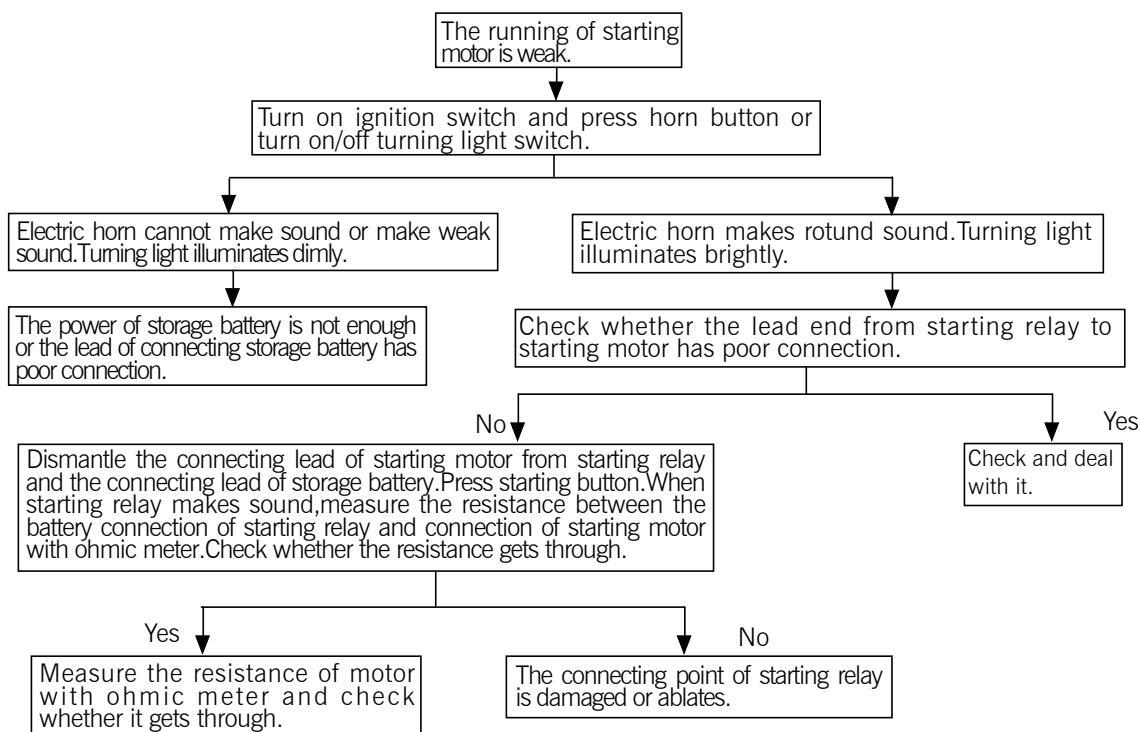 The running of starting
motor is weak.
Turn on ignition switch and press horn button or
turn on/off turning light switch.
Electric horn cannot make sound or make weak
sound.Turning light illuminates dimly.
Electric horn makes rotund sound.Turning light
illuminates brightly.
The power of storage battery is not enough
or the lead of connecting storage battery has
poor connection.
Check whether the lead end from starting relay to
starting motor has poor connection.
No
Yes
Dismantle the connecting lead of starting motor from starting relay
and the connecting lead of storage battery.Press starting button.When
starting relay makes sound,measure the resistance between the
battery connection of starting relay and connection of starting motor
with ohmic meter.Check whether the resistance gets through.
Check and deal
with it.
Yes
No
Measure the resistance of motor
with ohmic meter and check
whether it gets through.
The connecting point of starting relay
is damaged or ablates.